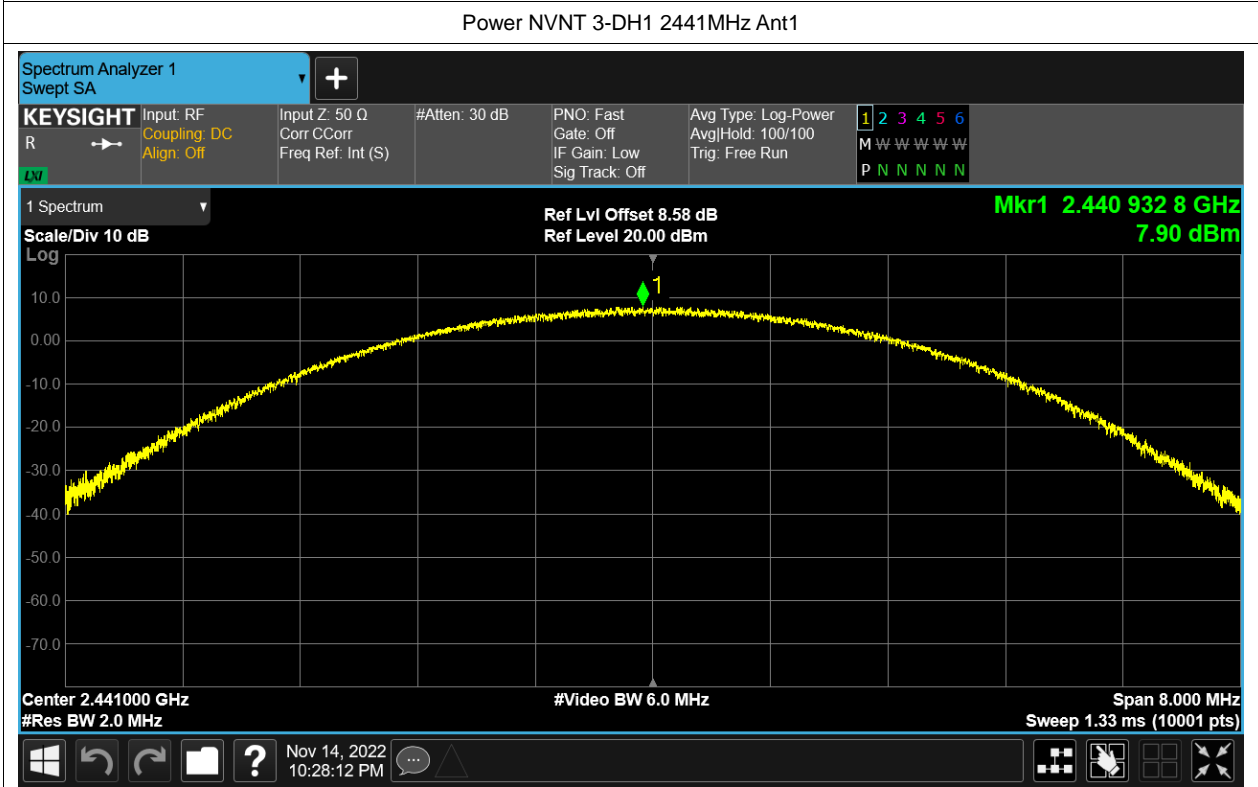 Power NVNT 3-DH1 2441MHz Ant1
Spectrum Analyzer 1
Swept SA
KEYSIGHT
R
LXI
Input: RF
Coupling: DC
Align: Off
Input Z: 50 Ω
Corr CCorr
Freq Ref: Int (S)
#Atten: 30 dB
PNO: Fast
Gate: Off
IF Gain: Low
Sig Track: Off
Avg Type: Log-Power
Avg|Hold: 100/100
Trig: Free Run
1 2 3 4 5 6
M W W W W W
P N N N N N
1 Spectrum
Scale/Div 10 dB
Ref Lvl Offset 8.58 dB
Ref Level 20.00 dBm
Mkr1 2.440 932 8 GHz
7.90 dBm
Log
1
10.0
0.00
-10.0
-20.0
-30.0
-40.0
-50.0
-60.0
-70.0
Center 2.441000 GHz
#Video BW 6.0 MHz
Span 8.000 MHz
#Res BW 2.0 MHz
Sweep 1.33 ms (10001 pts)
?
Nov 14, 2022
10:28:12 PM